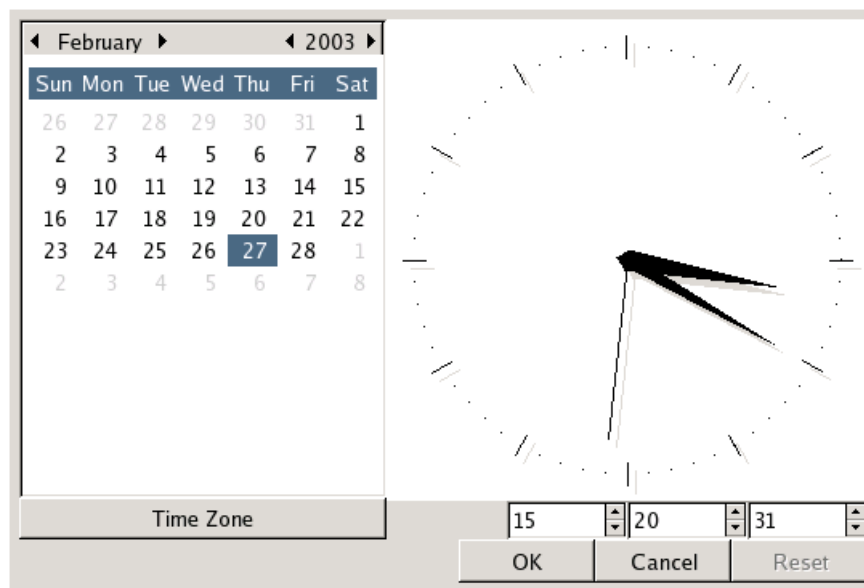 February 2003
Sun Mon Tue Wed Thu Fri Sat
26 27 28 29 30 31 1
2 3 4 5 6 7 8
9 10 11 12 13 14 15
16 17 18 19 20 21 22
23 24 25 26 27 28 1
2 3 4 5 6 7 8
Time Zone
15 20 31
OK Cancel Reset